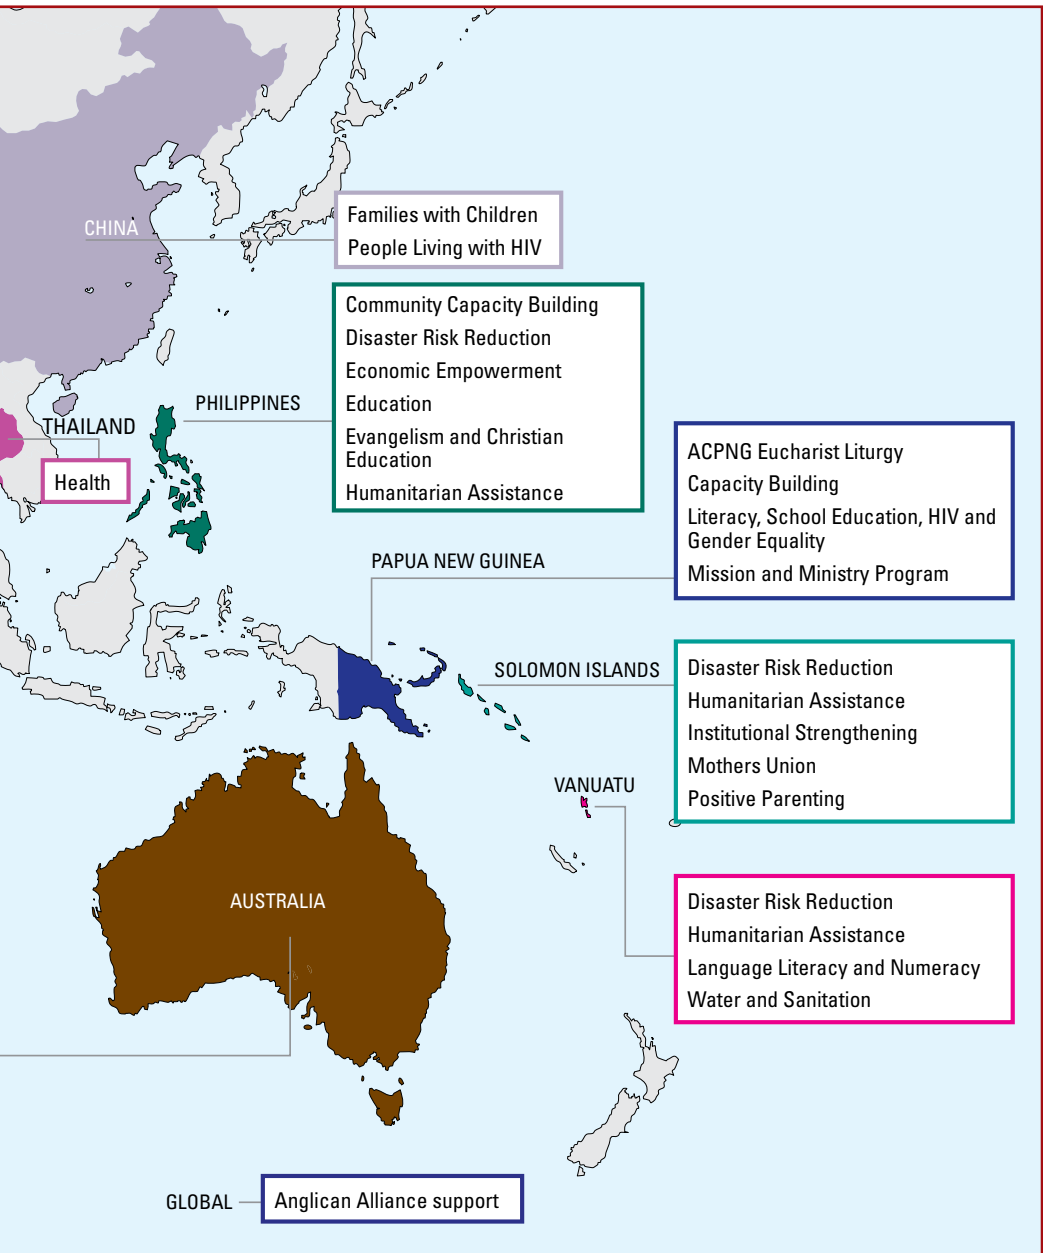 CHINA
Families with Children
People Living with HIV
PHILIPPINES
Community Capacity Building
Disaster Risk Reduction
Economic Empowerment
Education
Evangelism and Christian
Education
Humanitarian Assistance
THAILAND
Health
PAPUA NEW GUINEA
ACPNG Eucharist Liturgy
Capacity Building
Literacy, School Education, HIV and
Gender Equality
Mission and Ministry Program
SOLOMON ISLANDS
Disaster Risk Reduction
Humanitarian Assistance
Institutional Strengthening
Mothers Union
Positive Parenting
VANUATU
Disaster Risk Reduction
Humanitarian Assistance
Language Literacy and Numeracy
Water and Sanitation
AUSTRALIA
GLOBAL
Anglican Alliance support